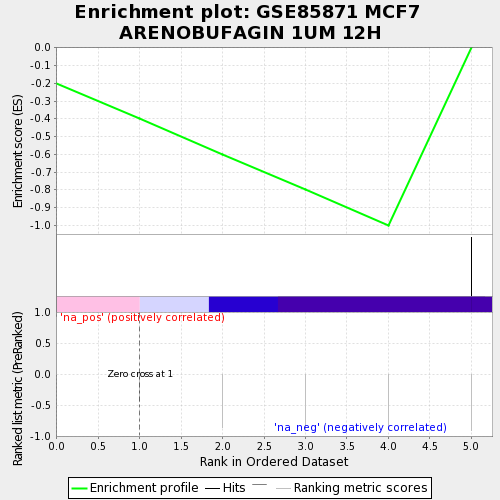 Enrichment plot: GSE85871 MCF7
ARENOBUFAGIN 1UM 12H
Enrichment score (ES)
0.0
-0.1
-0.2
-0.3
-0.4
-0.5
-0.6
-0.7
-0.8
-0.9
-1.0
Ranked list metric (PreRanked)
1.0
0.5
0.0
-0.5
-1.0
'na_pos' (positively correlated)
Zero cross at 1
'na_neg' (negatively correlated)
0.0 0.5 1.0 1.5 2.0 2.5 3.0 3.5 4.0 4.5 5.0
Rank in Ordered Dataset
Enrichment profile Hits Ranking metric scores